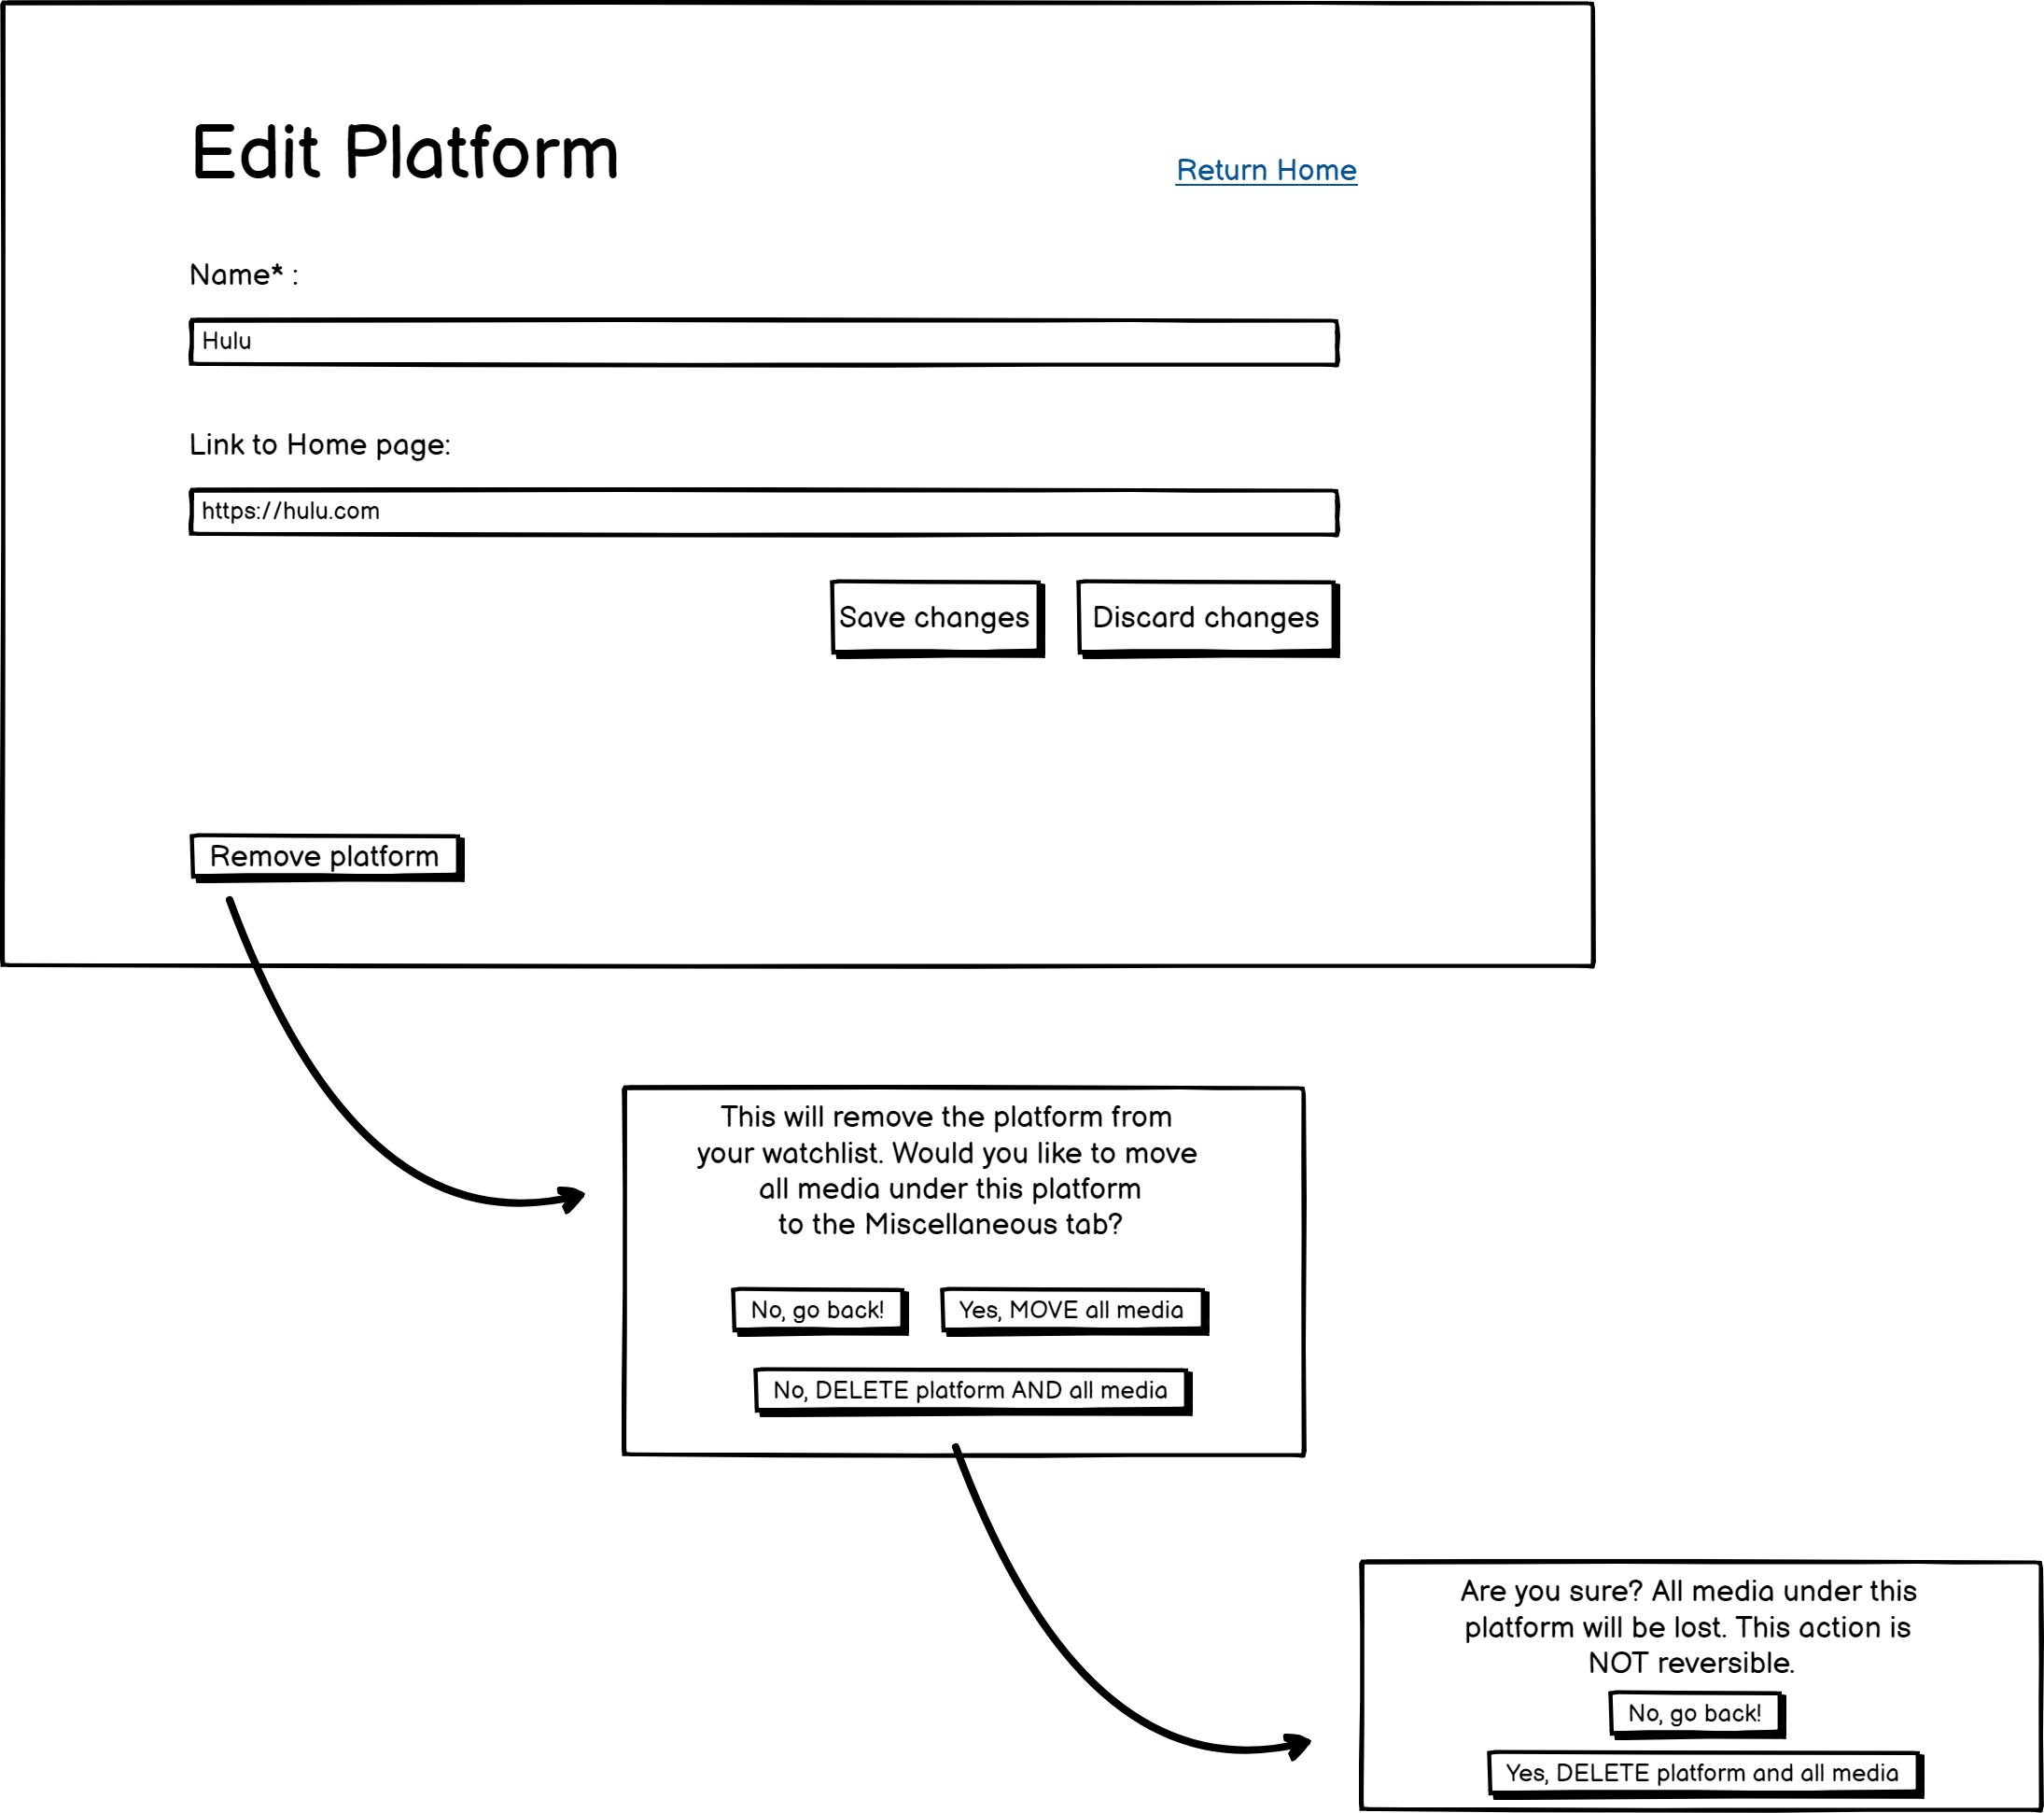 Edit Platform
Return Home
Name* :
Hulu
Link to Home page:
https://hulu.com
Save changes
Discard changes
Remove platform
This will remove the platform from
your watchlist. Would you like to move
all media under this platform
to the Miscellaneous tab?
No, go back!
Yes, MOVE all media
No, DELETE platform AND all media
Are you sure? All media under this
platform will be lost. This action is
NOT reversible.
No, go back!
Yes, DELETE platform and all media